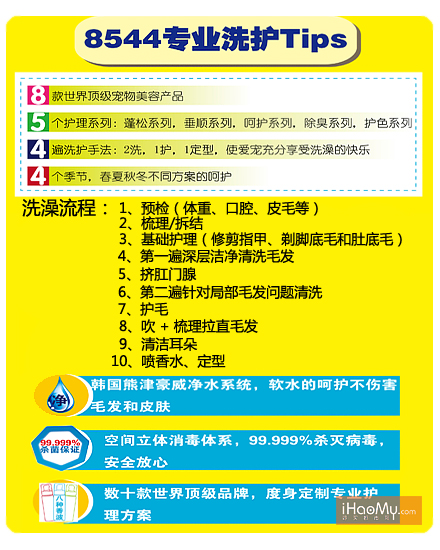 8544专业洗护Tips
8 款世界顶级宠物美容产品
5 个护理系列：蓬松系列，垂顺系列，呵护系列，除臭系列，护色系列
4 遍洗护手法：2洗，1护，1定型，使爱宠充分享受洗澡的快乐
4 个季节，春夏秋冬不同方案的呵护
洗澡流程：1、预检（体重、口腔、皮毛等）
2、梳理/拆结
3、基础护理（修剪指甲、剃脚底毛和肚底毛）
4、第一遍深层洁净清洗毛发
5、挤肛门腺
6、第二遍针对局部毛发问题清洗
7、护毛
8、吹 + 梳理拉直毛发
9、清洁耳朵
10、喷香水、定型
净
韩国熊津豪威净水系统，软水的呵护不伤害
毛发和皮肤
99.999%
杀菌保证
空间立体消毒体系，99.999%杀灭病毒，
安全放心
八种香波
数十款世界顶级品牌，度身定制专业护
理方案
iHaoMy.com